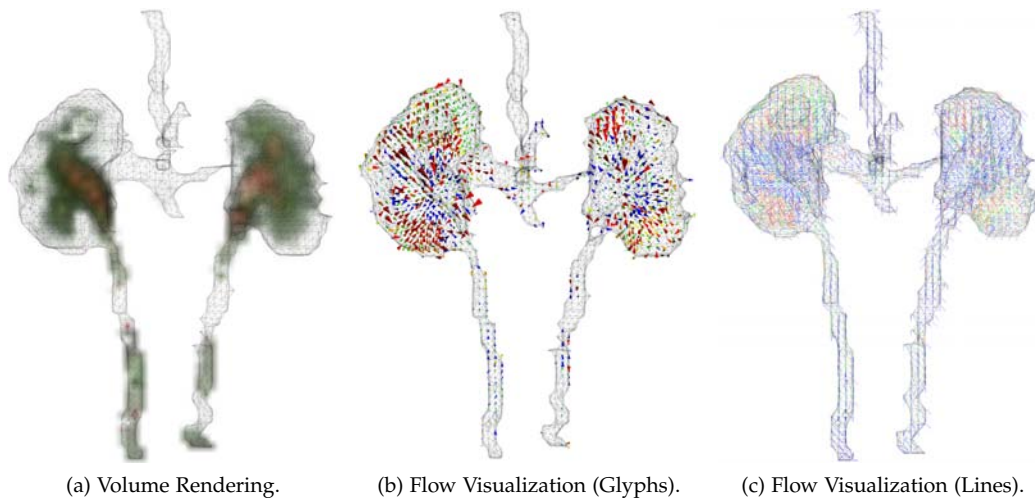 (a) Volume Rendering.
(b) Flow Visualization (Glyphs).
(c) Flow Visualization (Lines).